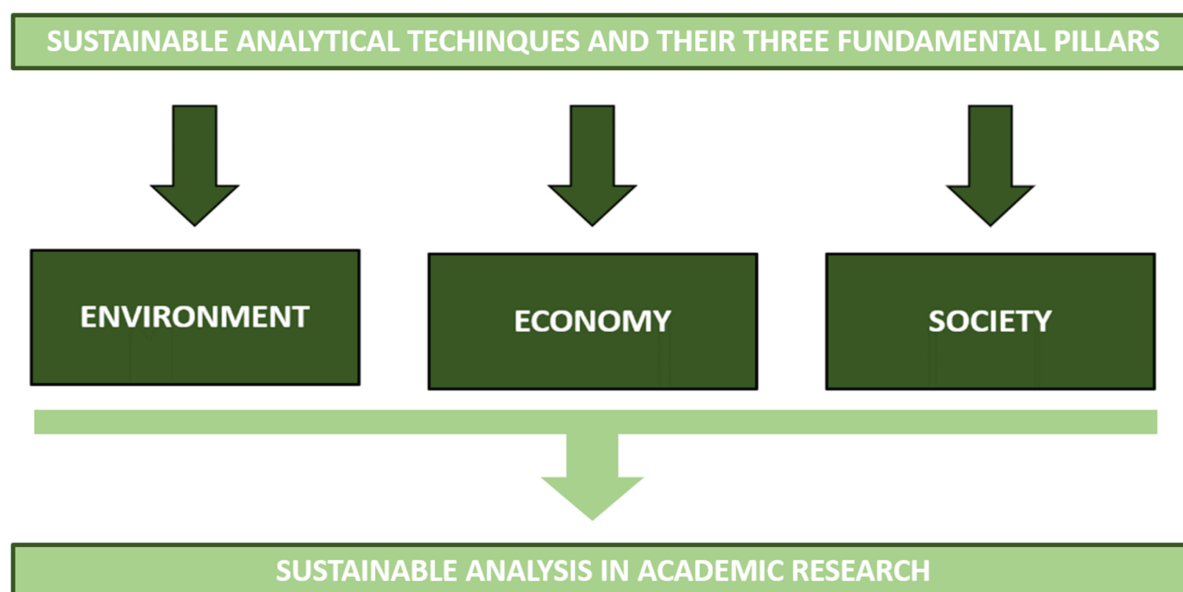 SUSTAINABLE ANALYTICAL TECHINQUES AND THEIR THREE FUNDAMENTAL PILLARS
ENVIRONMENT
ECONOMY
SOCIETY
SUSTAINABLE ANALYSIS IN ACADEMIC RESEARCH